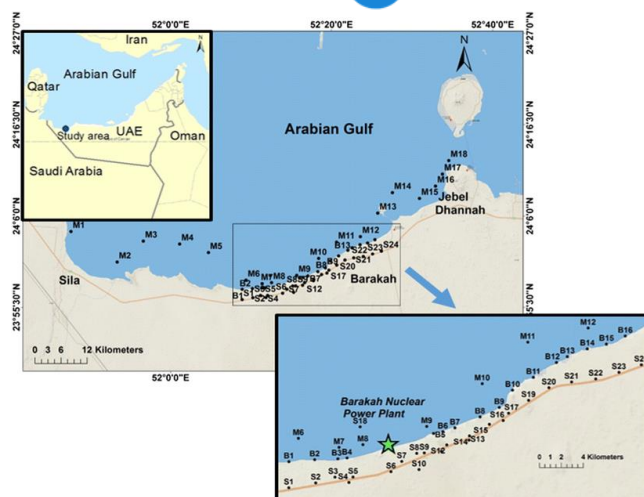 52°0'0"E
52°20'0"E
52°40'0"E
24°27'0"N
24°16'30"N
24°6'0"N
23°55'30"N
Iran
Arabian Gulf
Qatar
Study area
UAE
Oman
Saudi Arabia
N
Arabian Gulf
M18
M17
M16
M15
M14
M13
Jebel
Dhannah
M1
M2
M3
M4
M5
Sila
M12
M11
B13
S24
S23
S22
S21
S20
M10
B8
M9
S17
Barakah
M6
M7
M8
B2
B1
S1
S12
0 3 6 12 Kilometers
52°0'0"E
N
M12
M11
B16
B15
B14
B13
B12
B11
M10
B10
S23
S22
S21
S20
S19
B9
B8
S17
S16
Barakah Nuclear
Power Plant
S18
M9
B7
B6
B5
S15
S14
M6
M7
M8
S12
S8
S9
B1
B2
B3
B4
S7
S10
S6
S5
S4
S3
S2
S1
0 1 2 4 Kilometers